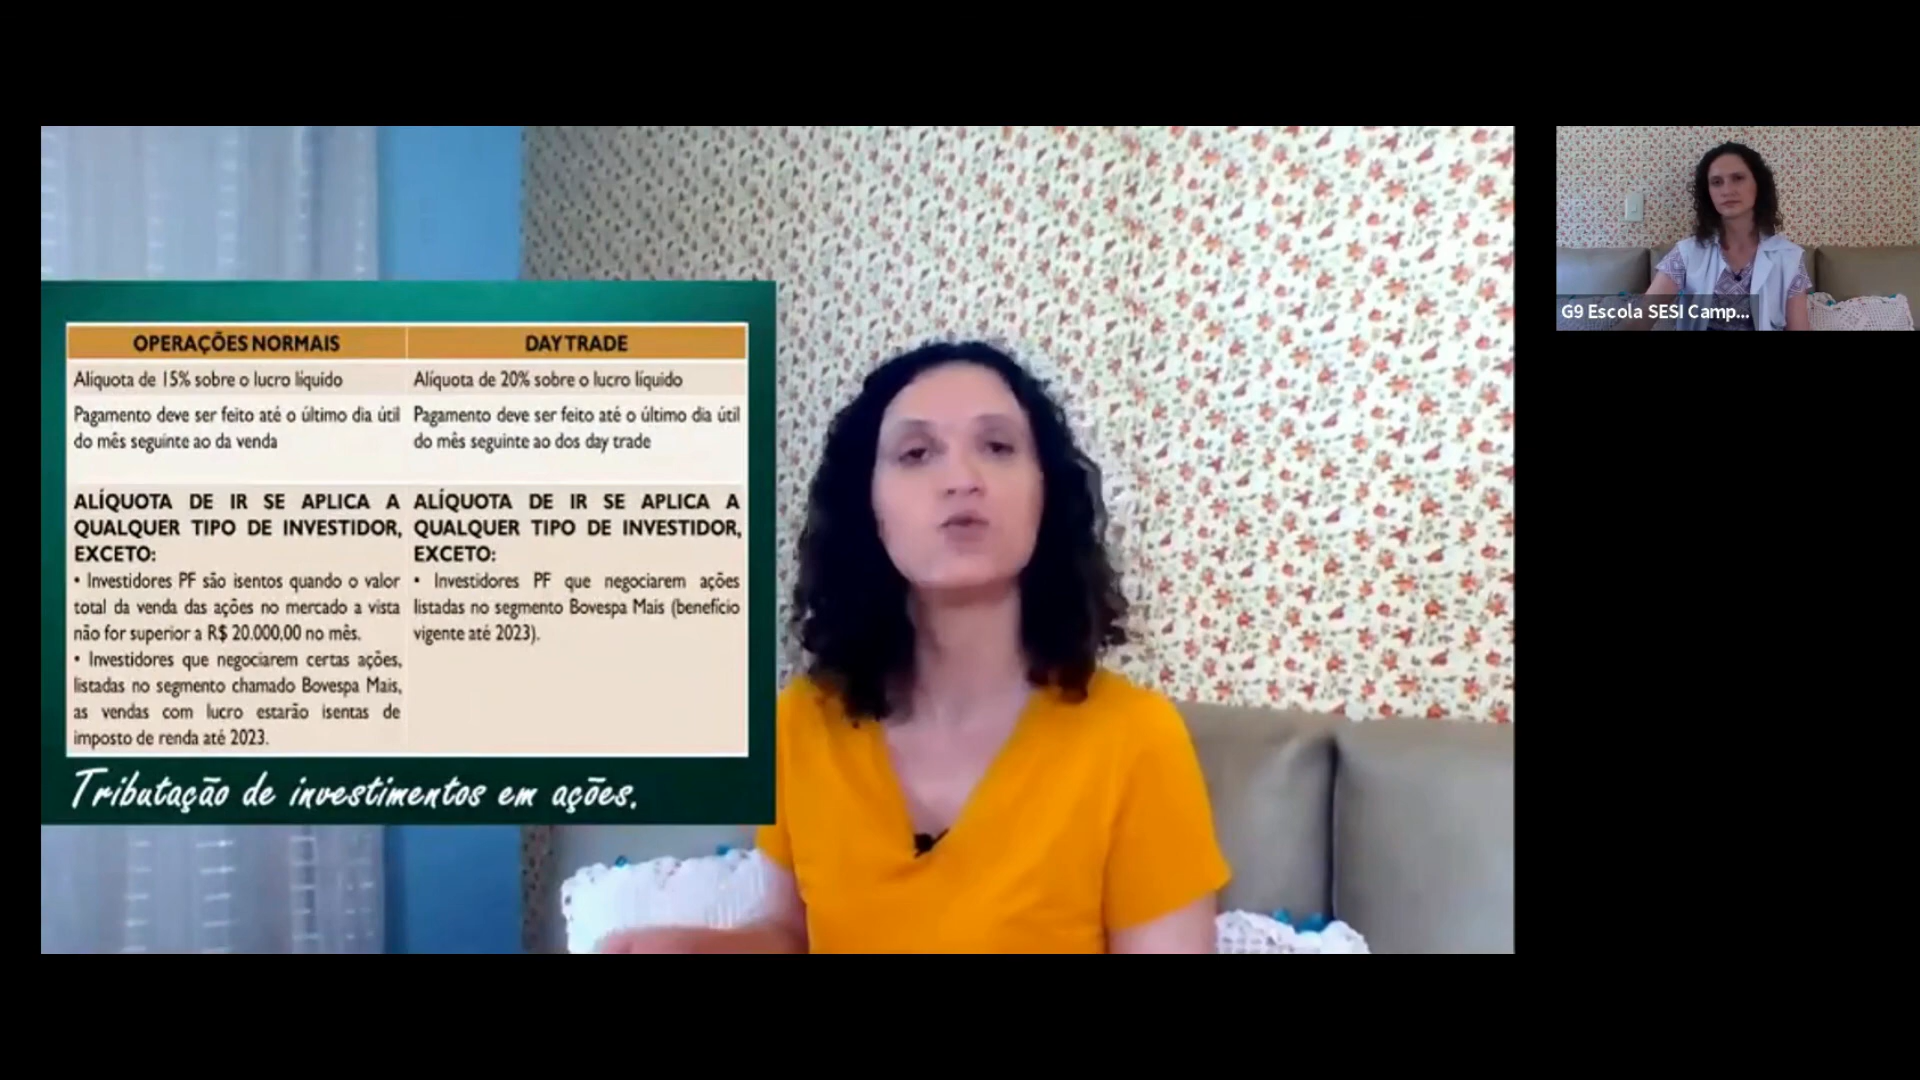 OPERAÇÕES NORMAIS
DAY TRADE
Alíquota de 15% sobre o lucro líquido
Alíquota de 20% sobre o lucro líquido
Pagamento deve ser feito até o último dia útil
do mês seguinte ao da venda
Pagamento deve ser feito até o último dia útil
do mês seguinte ao dos day trade
ALÍQUOTA DE IR SE APLICA A
QUALQUER TIPO DE INVESTIDOR,
EXCETO:
• Investidores PF são isentos quando o valor
total da venda das ações no mercado a vista
não for superior a R$ 20.000,00 no mês.
• Investidores que negociarem certas ações,
listadas no segmento chamado Bovespa Mais,
as vendas com lucro estarão isentas de
imposto de renda até 2023.
ALÍQUOTA DE IR SE APLICA A
QUALQUER TIPO DE INVESTIDOR,
EXCETO:
• Investidores PF que negociarem ações
listadas no segmento Bovespa Mais (benefício
vigente até 2023).
Tributação de investimentos em ações.
G9 Escola SESI Camp...